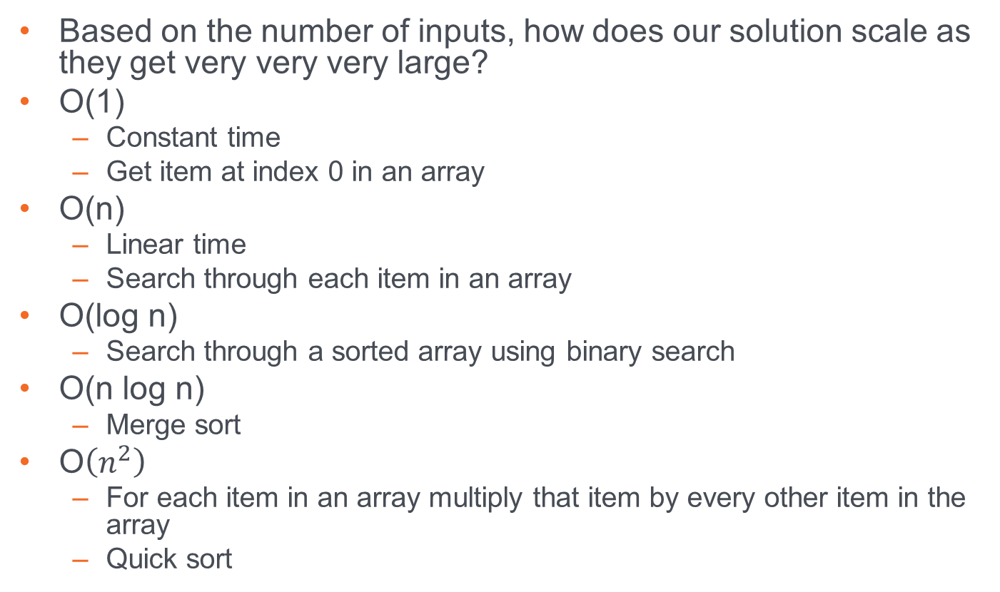 • Based on the number of inputs, how does our solution scale as
they get very very very large?
• O(1)
– Constant time
– Get item at index 0 in an array
• O(n)
– Linear time
– Search through each item in an array
• O(log n)
– Search through a sorted array using binary search
• O(n log n)
– Merge sort
• O(n²)
– For each item in an array multiply that item by every other item in the
array
– Quick sort